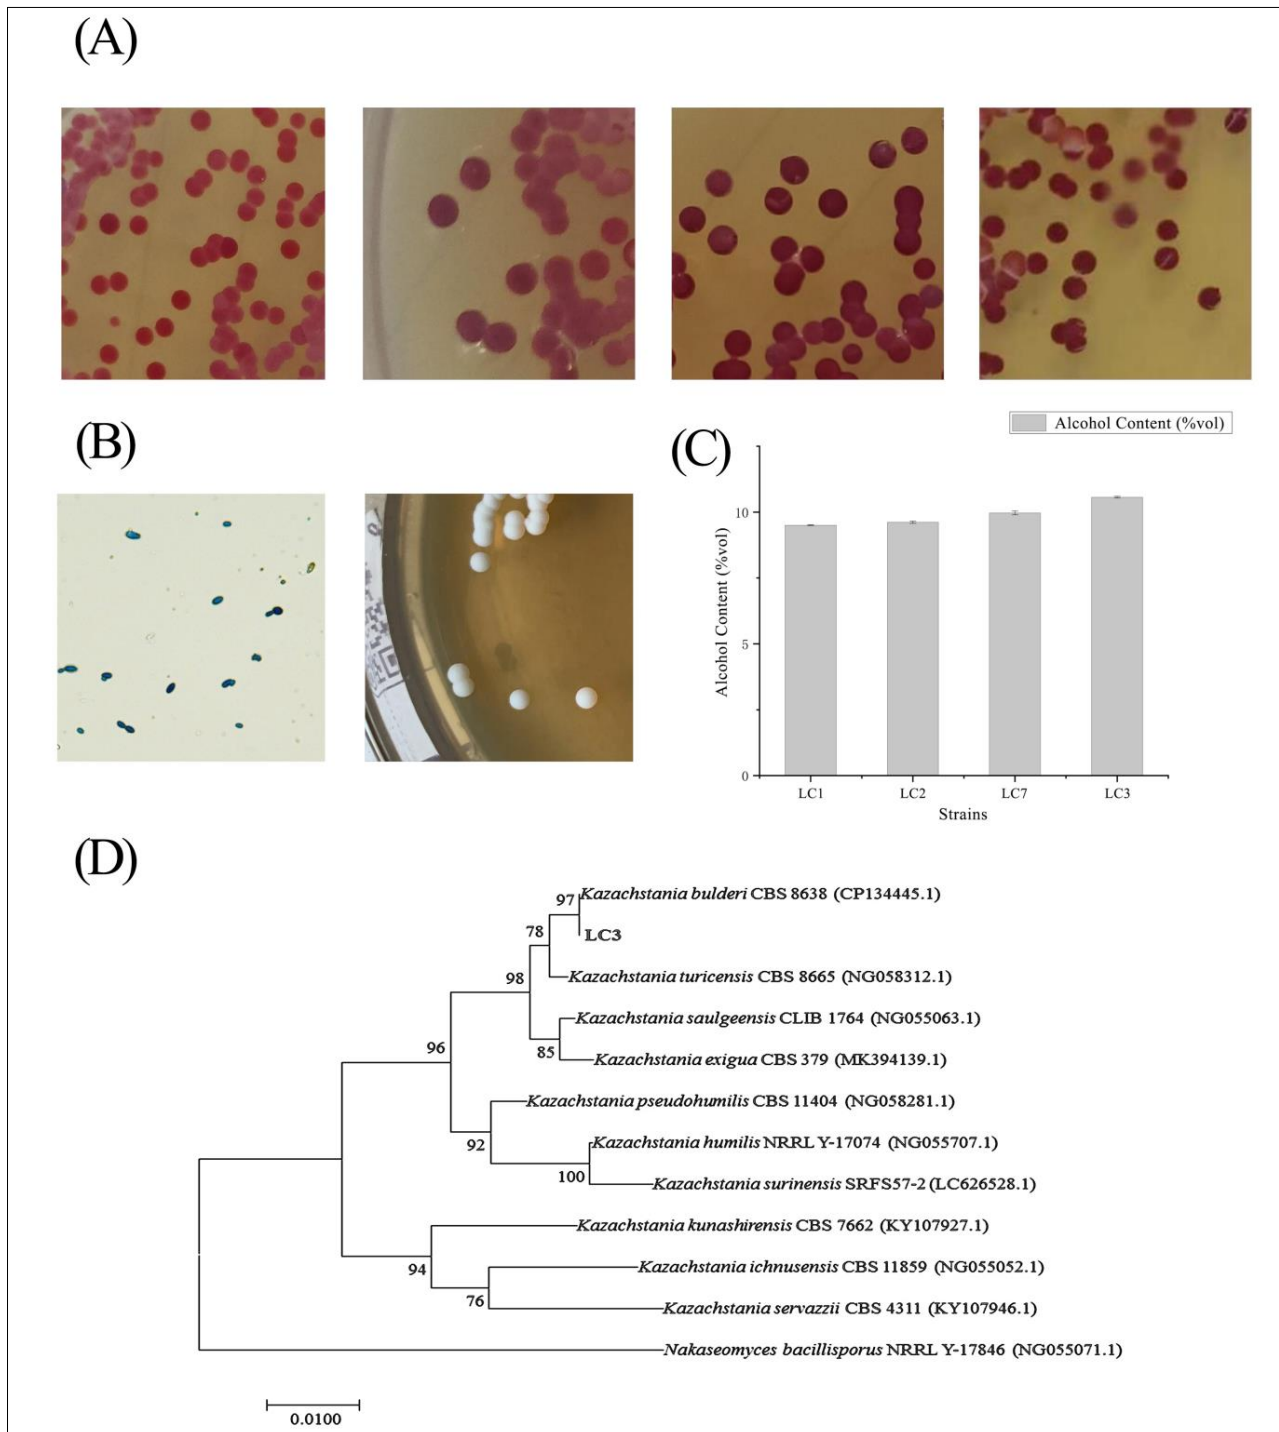 (A)
(B)
(C)
Alcohol Content (%vol)
Alcohol Content (%vol)
10
5
0
LC1 LC2 LC7 LC3
Strains
(D)
97 Kazachstania bulderi CBS 8638 (CP134445.1)
78 LC3
Kazachstania turicensis CBS 8665 (NG058312.1)
98
Kazachstania saulgeensis CLIB 1764 (NG055063.1)
85
Kazachstania exigua CBS 379 (MK394139.1)
96
Kazachstania pseudohumilis CBS 11404 (NG058281.1)
92
Kazachstania humilis NRRL Y-17074 (NG055707.1)
100
Kazachstania surinensis SRFS57-2 (LC626528.1)
Kazachstania kunashirensis CBS 7662 (KY107927.1)
94
Kazachstania ichnusensis CBS 11859 (NG055052.1)
76
Kazachstania servazzii CBS 4311 (KY107946.1)
Nakaseomyces bacillisporus NRRL Y-17846 (NG055071.1)
0.0100